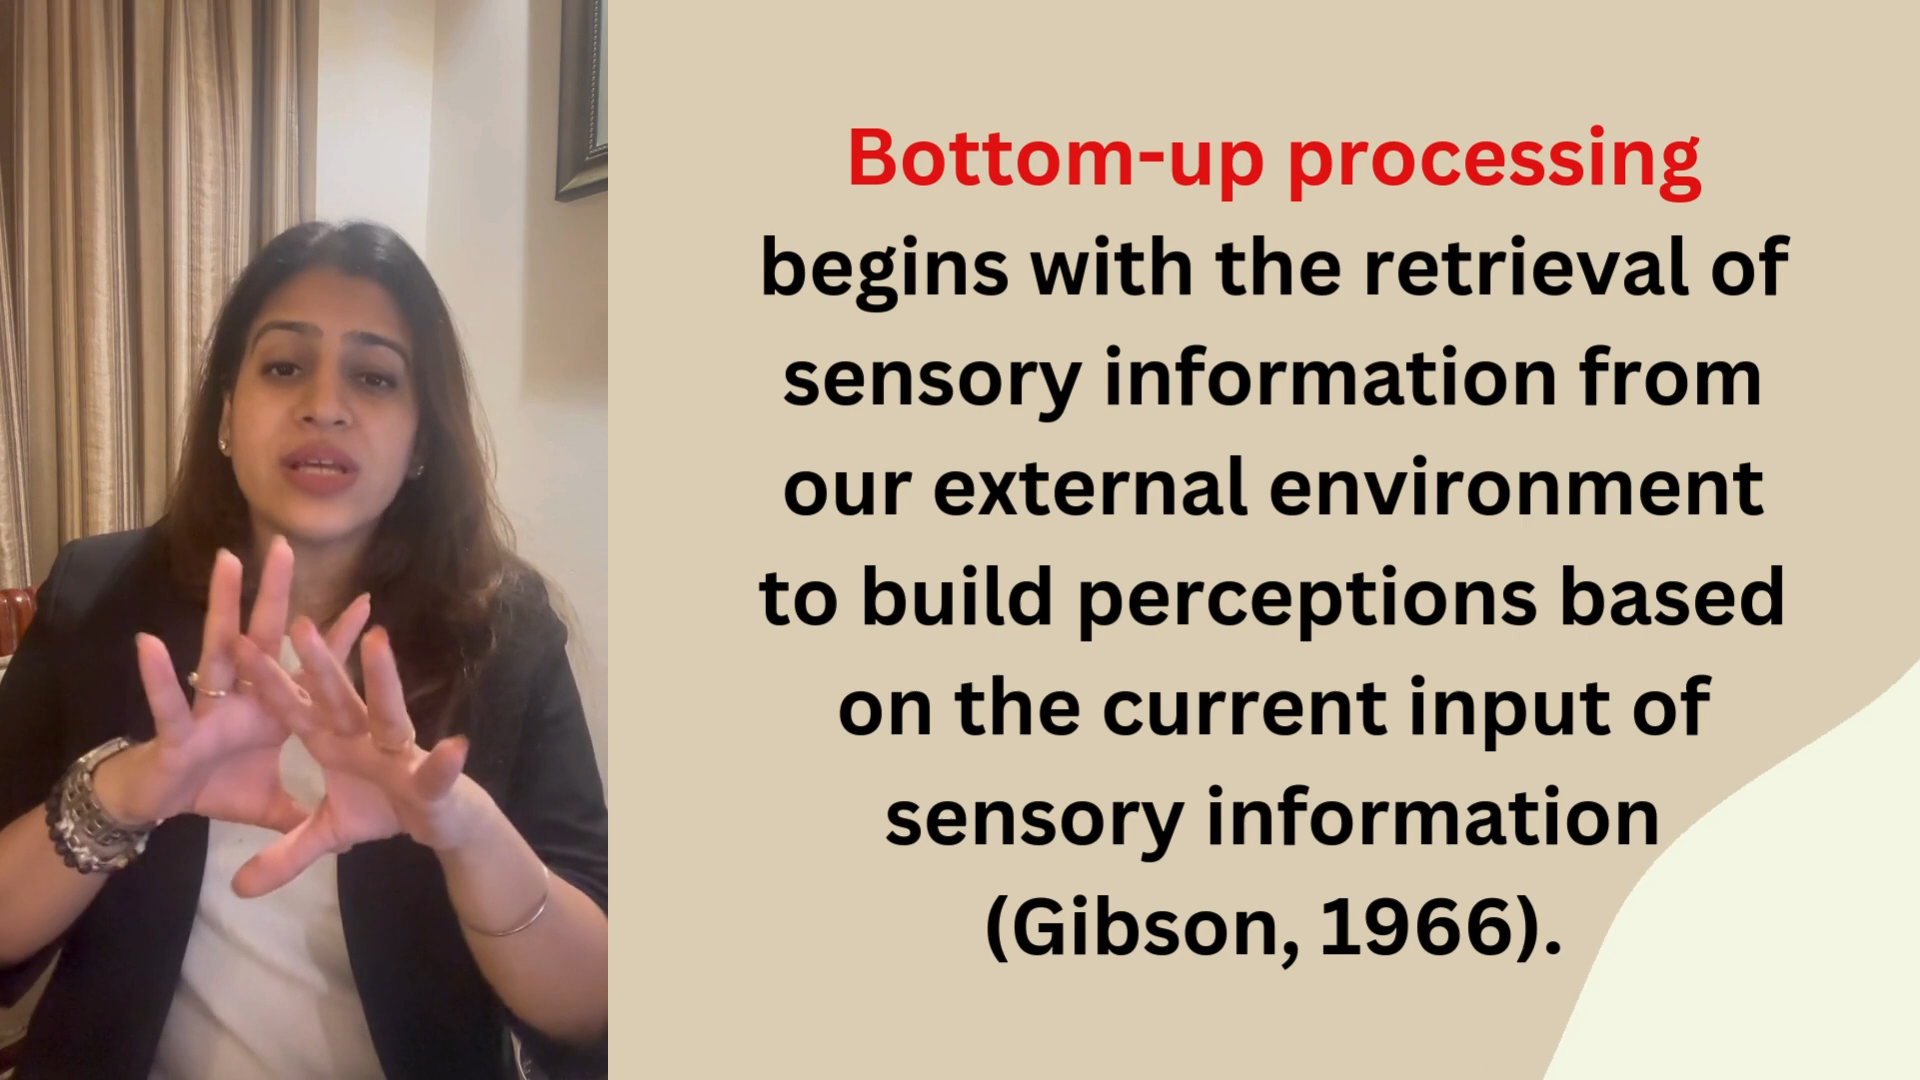 Bottom-up processing
begins with the retrieval of
sensory information from
our external environment
to build perceptions based
on the current input of
sensory information
(Gibson, 1966).